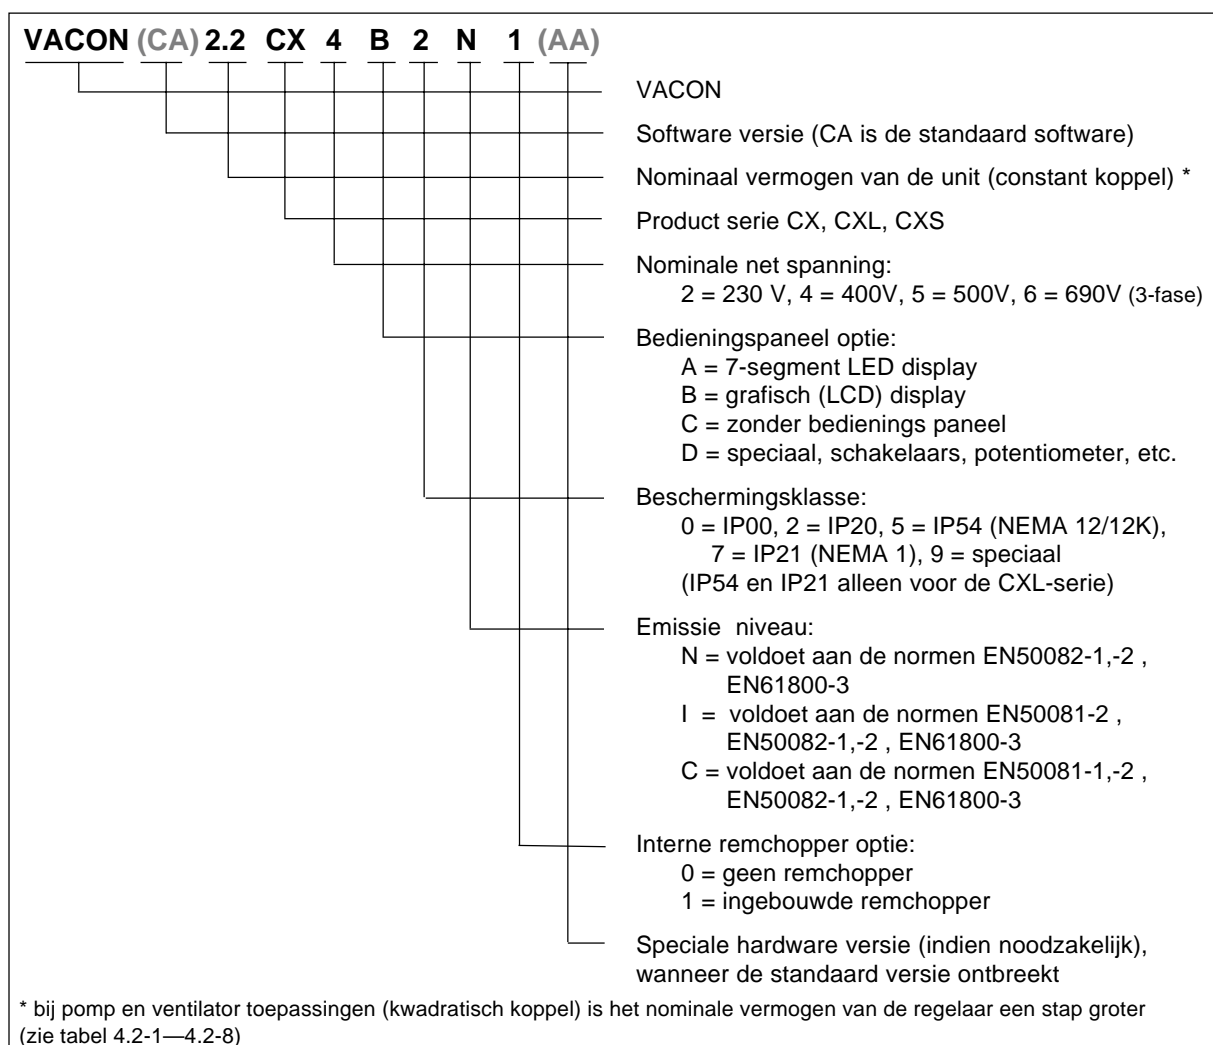 VACON (CA) 2.2 CX 4 B 2 N 1 (AA)
VACON
Software versie (CA is de standaard software)
Nominaal vermogen van de unit (constant koppel) *
Product serie CX, CXL, CXS
Nominale net spanning:
2 = 230 V, 4 = 400V, 5 = 500V, 6 = 690V (3-fase)
Bedieningspaneel optie:
A = 7-segment LED display
B = grafisch (LCD) display
C = zonder bedienings paneel
D = speciaal, schakelaars, potentiometer, etc.
Beschermingsklasse:
0 = IP00, 2 = IP20, 5 = IP54 (NEMA 12/12K),
7 = IP21 (NEMA 1), 9 = speciaal
(IP54 en IP21 alleen voor de CXL-serie)
Emissie niveau:
N = voldoet aan de normen EN50082-1,-2 ,
EN61800-3
I = voldoet aan de normen EN50081-2 ,
EN50082-1,-2 , EN61800-3
C = voldoet aan de normen EN50081-1,-2 ,
EN50082-1,-2 , EN61800-3
Interne remchopper optie:
0 = geen remchopper
1 = ingebouwde remchopper
Speciale hardware versie (indien noodzakelijk),
wanneer de standaard versie ontbreekt
* bij pomp en ventilator toepassingen (kwadratisch koppel) is het nominale vermogen van de regelaar een stap groter
(zie tabel 4.2-1—4.2-8)